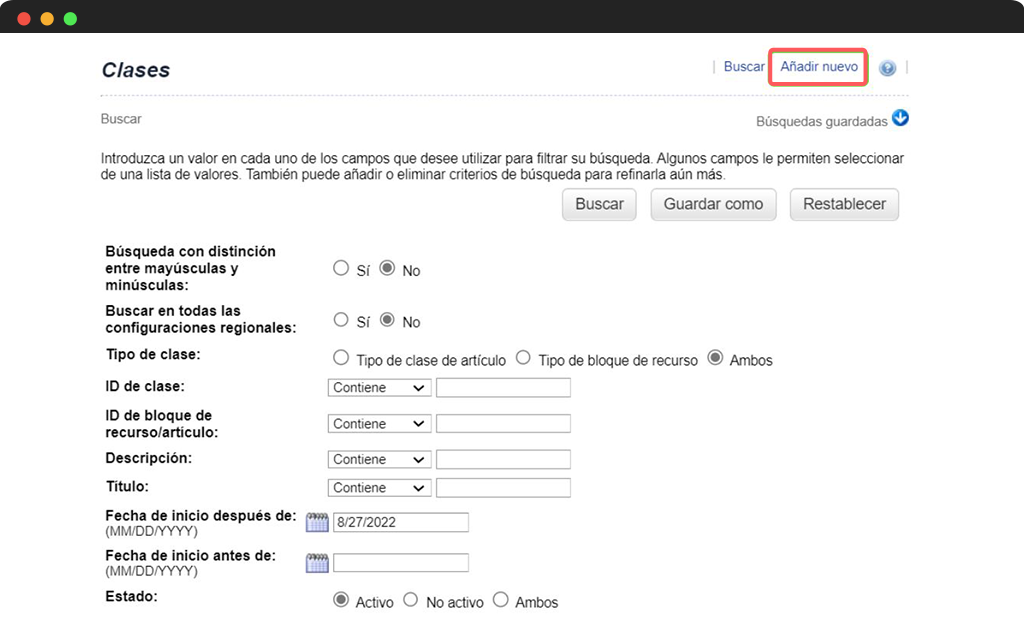 Clases
Buscar Añadir nuevo
Buscar
Búsquedas guardadas
Introduzca un valor en cada uno de los campos que desee utilizar para filtrar su búsqueda. Algunos campos le permiten seleccionar
de una lista de valores. También puede añadir o eliminar criterios de búsqueda para refinarla aún más.
Buscar Guardar como Restablecer
Búsqueda con distinción
entre mayúsculas y
minúsculas:
Sí No
Buscar en todas las
configuraciones regionales:
Sí No
Tipo de clase:
Tipo de clase de artículo Tipo de bloque de recurso Ambos
ID de clase:
Contiene
ID de bloque de
recurso/artículo:
Contiene
Descripción:
Contiene
Título:
Contiene
Fecha de inicio después de:
(MM/DD/YYYY)
8/27/2022
Fecha de inicio antes de:
(MM/DD/YYYY)
Estado:
Activo No activo Ambos